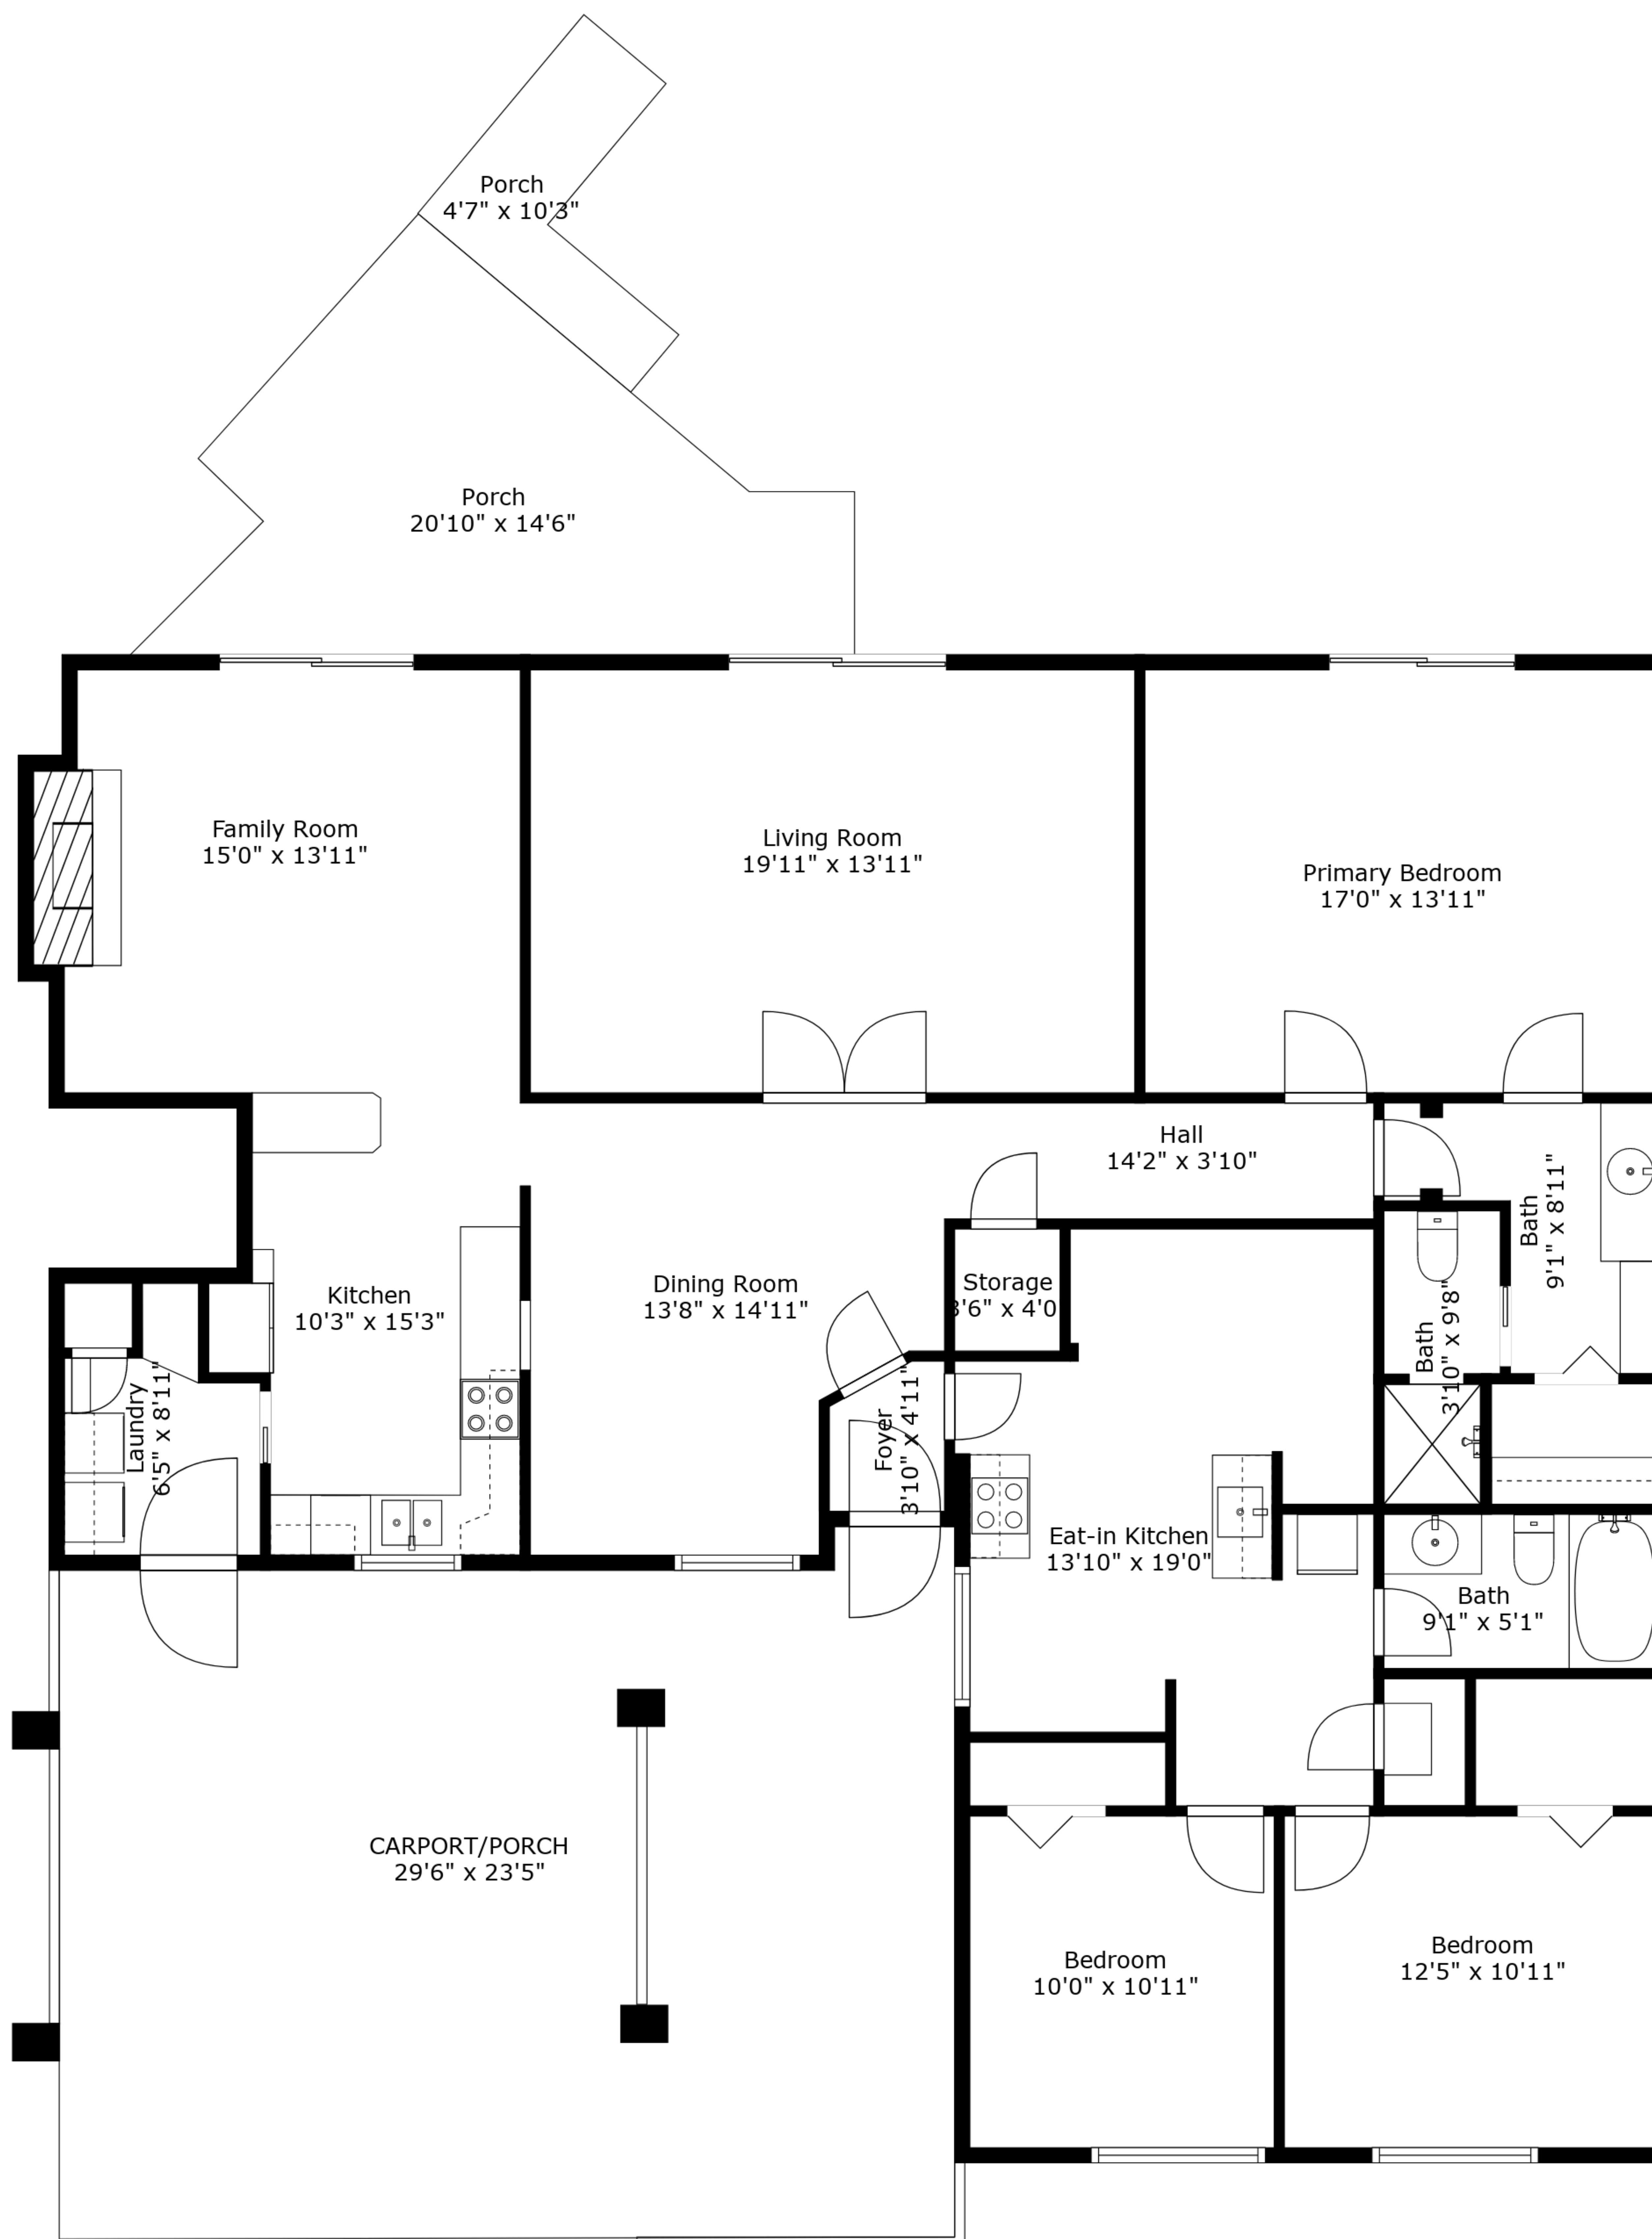 Porch
4'7" x 10'3"
Porch
20'10" x 14'6"
Family Room
15'0" x 13'11"
Living Room
19'11" x 13'11"
Primary Bedroom
17'0" x 13'11"
Hall
14'2" x 3'10"
Bath
9'1" x 8'11"
Kitchen
10'3" x 15'3"
Dining Room
13'8" x 14'11"
Storage
3'6" x 4'0
Bath
3'10" x 9'8"
Laundry
6'5" x 8'11"
Foyer
3'10" x 4'11"
Eat-in Kitchen
13'10" x 19'0"
Bath
9'1" x 5'1"
CARPORT/PORCH
29'6" x 23'5"
Bedroom
10'0" x 10'11"
Bedroom
12'5" x 10'11"